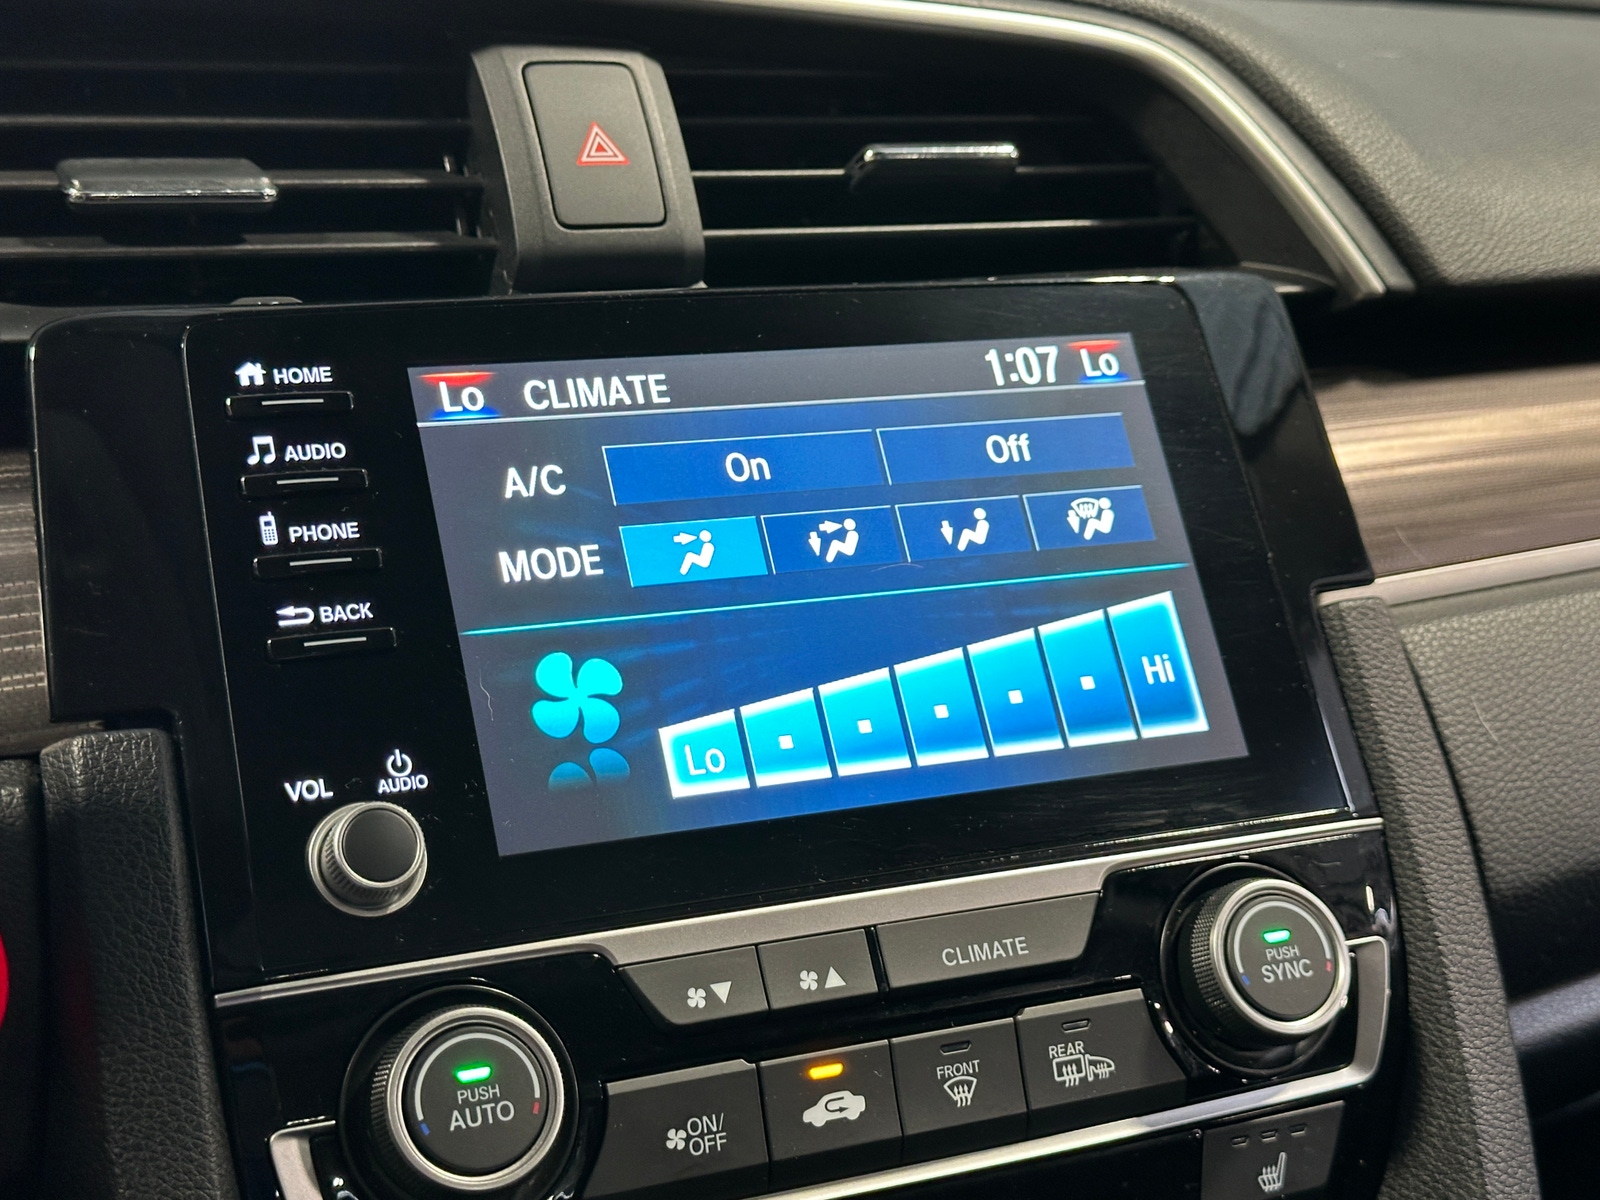 HOME
AUDIO
PHONE
BACK
VOL
AUDIO
Lo CLIMATE 1:07 Lo
A/C On Off
MODE
Lo Hi
CLIMATE
PUSH
SYNC
PUSH
AUTO
ON/
OFF
FRONT
REAR